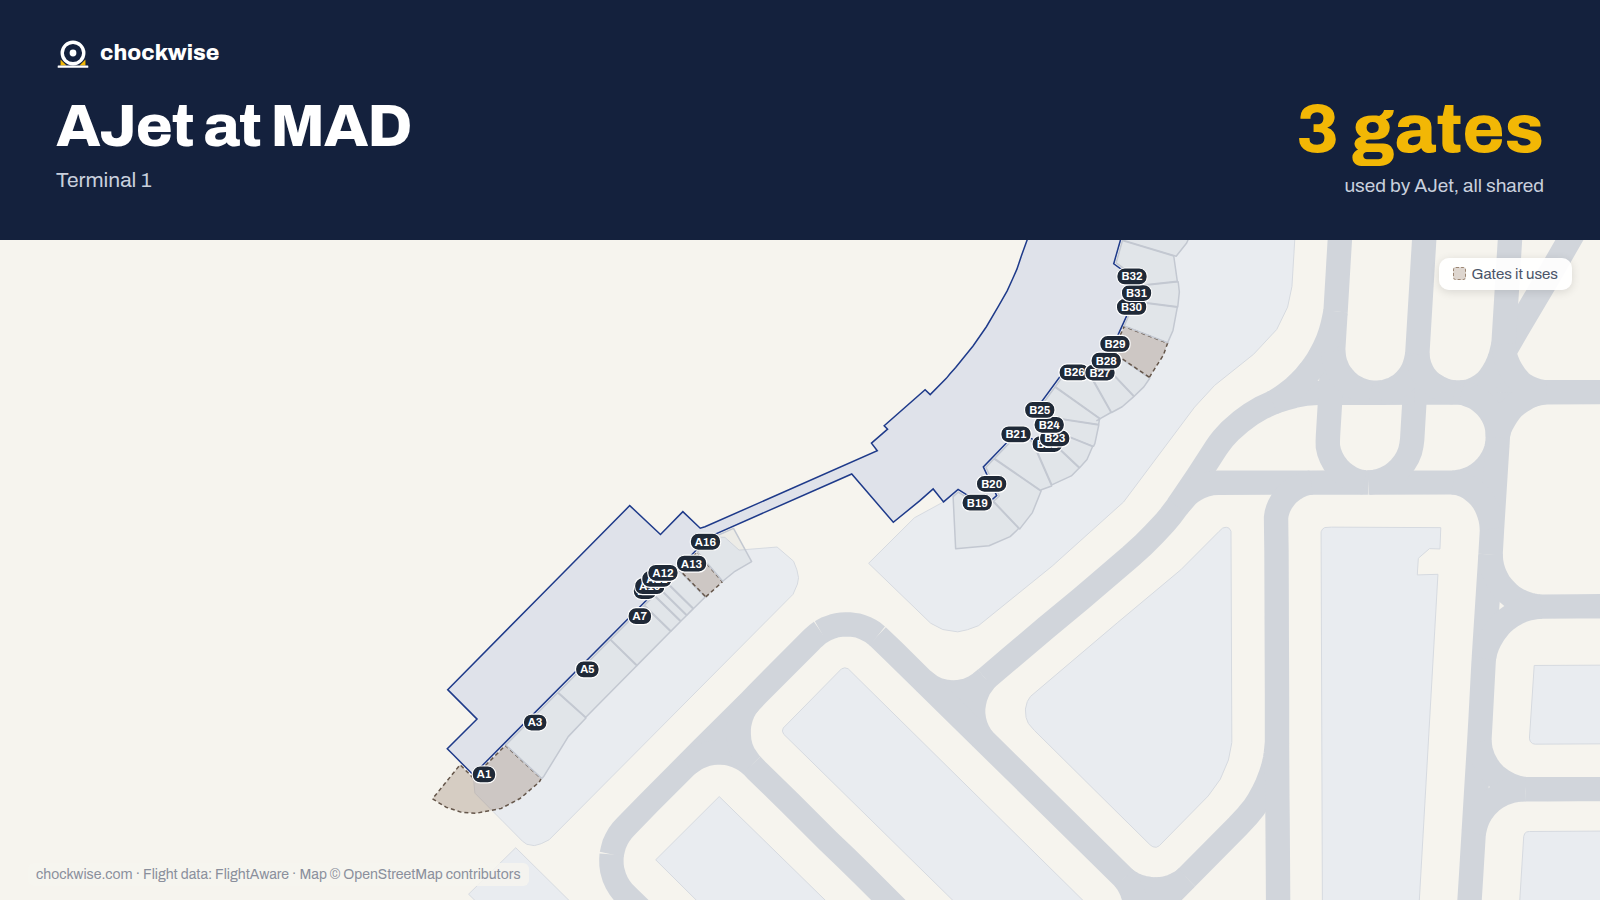 chockwise
AJet at MAD
Terminal 1
3 gates
used by AJet, all shared
Gates it uses
B32
B31
B30
B29
B28
B26
B27
B25
B24
B21
B23
B20
B19
A16
A13
A12
A7
A5
A3
A1
chockwise.com · Flight data: FlightAware · Map © OpenStreetMap contributors